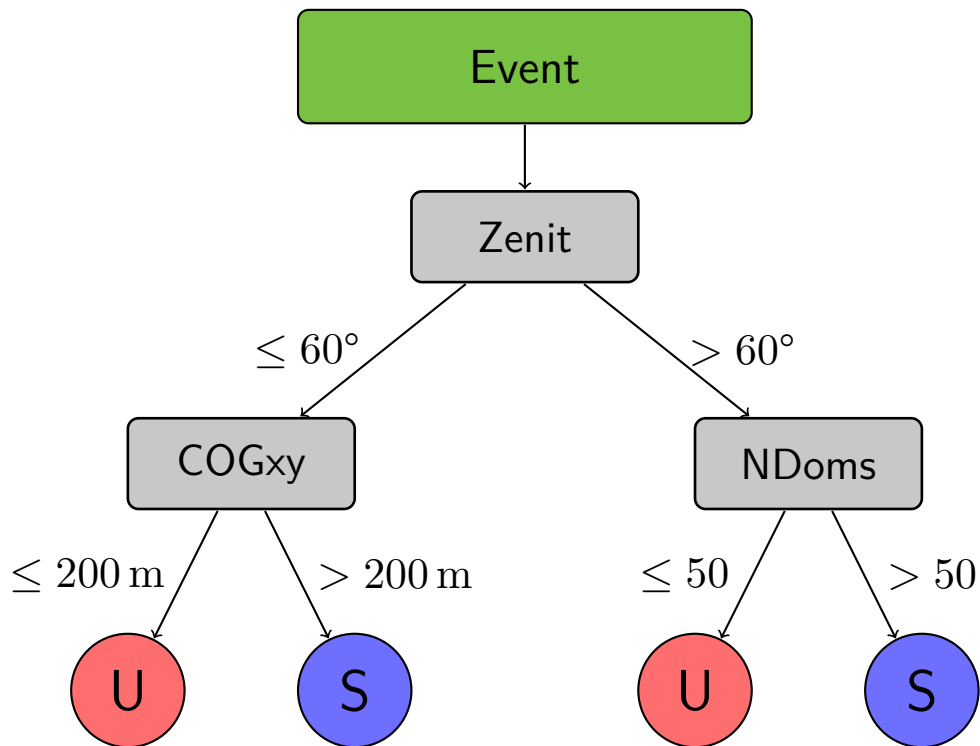 Event
Zenit
≤ 60°
> 60°
COGxy
NDoms
≤ 200 m
> 200 m
≤ 50
> 50
U
S
U
S